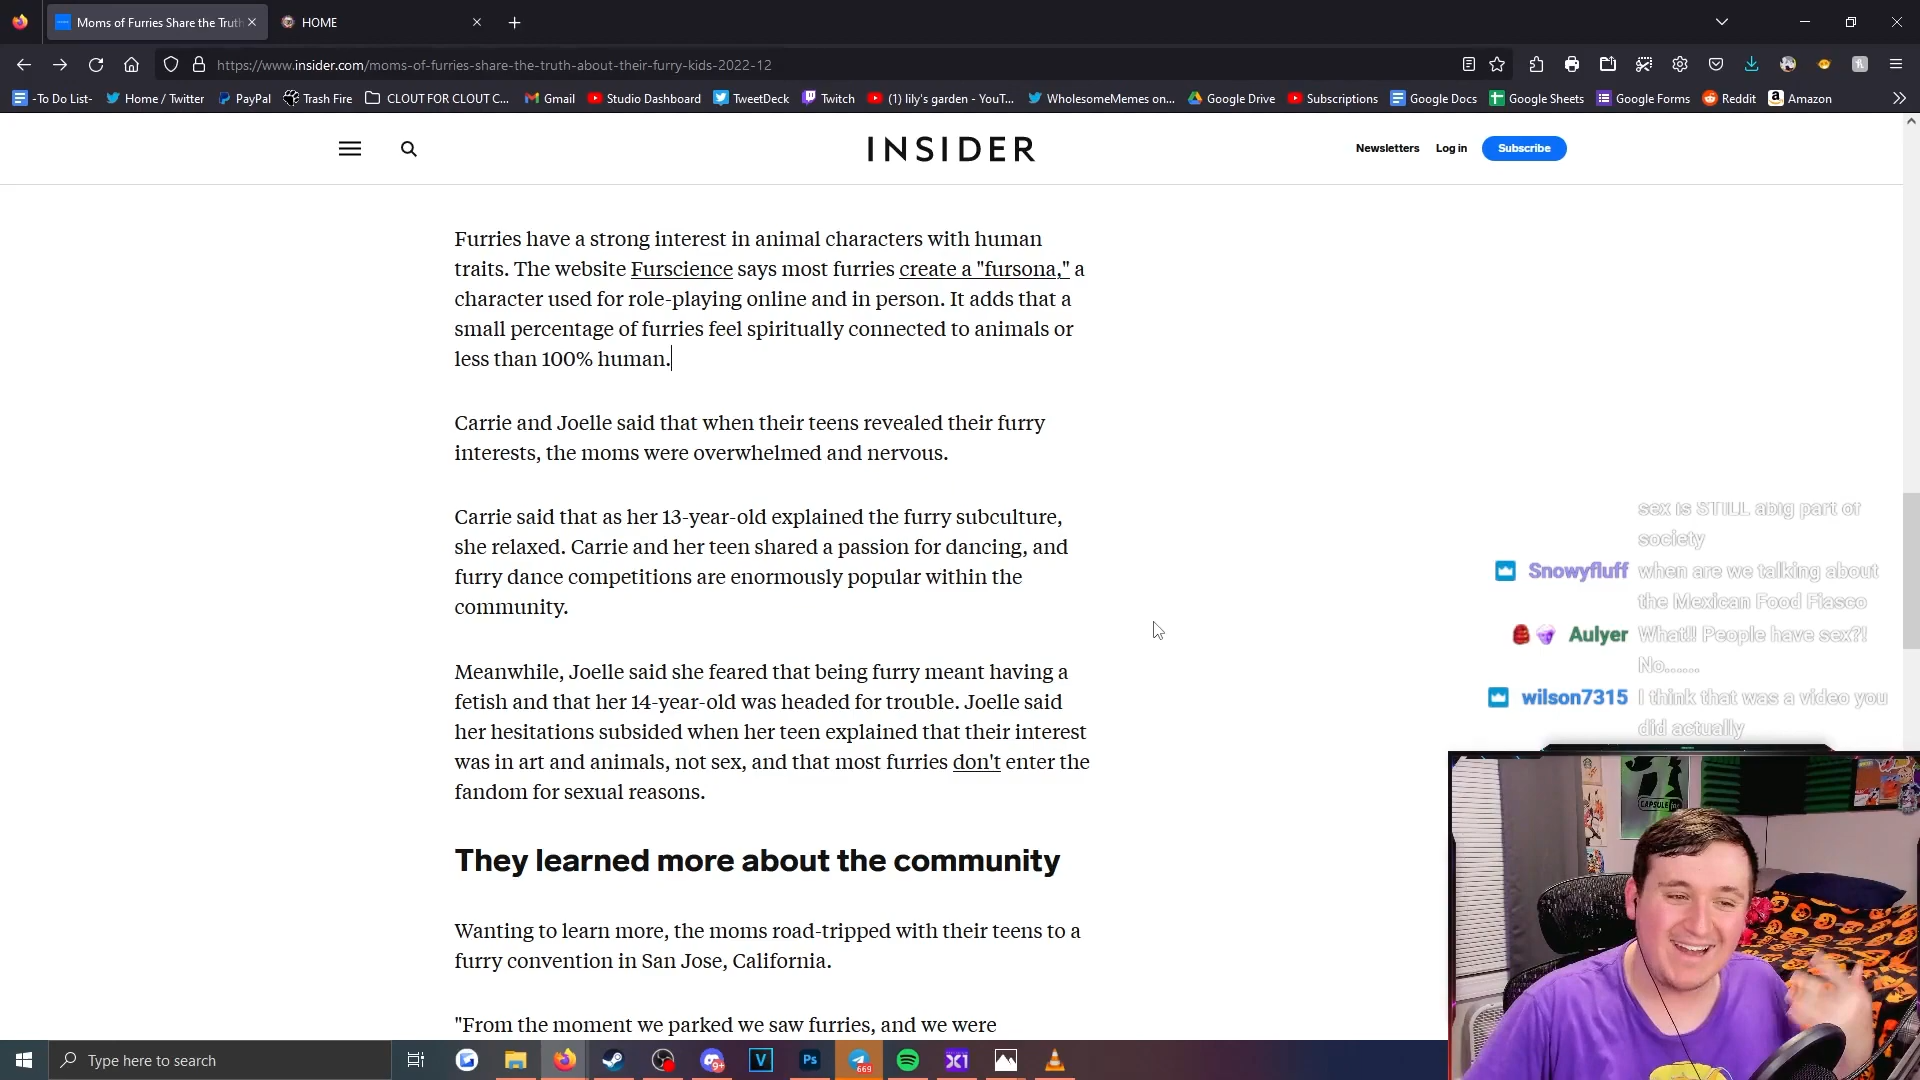 Moms of Furries Share the Truth
HOME
https://www.insider.com/moms-of-furries-share-the-truth-about-their-furry-kids-2022-12
-To Do List- Home / Twitter PayPal Trash Fire CLOUT FOR CLOUT C... Gmail Studio Dashboard TweetDeck Twitch (1) lily's garden - YouT... WholesomeMemes on... Google Drive Subscriptions Google Docs Google Sheets Google Forms Reddit Amazon
INSIDER
Newsletters Log in Subscribe
Furries have a strong interest in animal characters with human
traits. The website Furscience says most furries create a "fursona," a
character used for role-playing online and in person. It adds that a
small percentage of furries feel spiritually connected to animals or
less than 100% human.
Carrie and Joelle said that when their teens revealed their furry
interests, the moms were overwhelmed and nervous.
Carrie said that as her 13-year-old explained the furry subculture,
she relaxed. Carrie and her teen shared a passion for dancing, and
furry dance competitions are enormously popular within the
community.
Meanwhile, Joelle said she feared that being furry meant having a
fetish and that her 14-year-old was headed for trouble. Joelle said
her hesitations subsided when her teen explained that their interest
was in art and animals, not sex, and that most furries don't enter the
fandom for sexual reasons.
They learned more about the community
Wanting to learn more, the moms road-tripped with their teens to a
furry convention in San Jose, California.
"From the moment we parked we saw furries, and we were
sex is STILL abig part of
society
Snowyfluff when are we talking about
the Mexican Food Fiasco
Aulyer What!! People have sex?!
No......
wilson7315 I think that was a video you
did actually
CAPSULE
Type here to search
9+
V
Ps
669